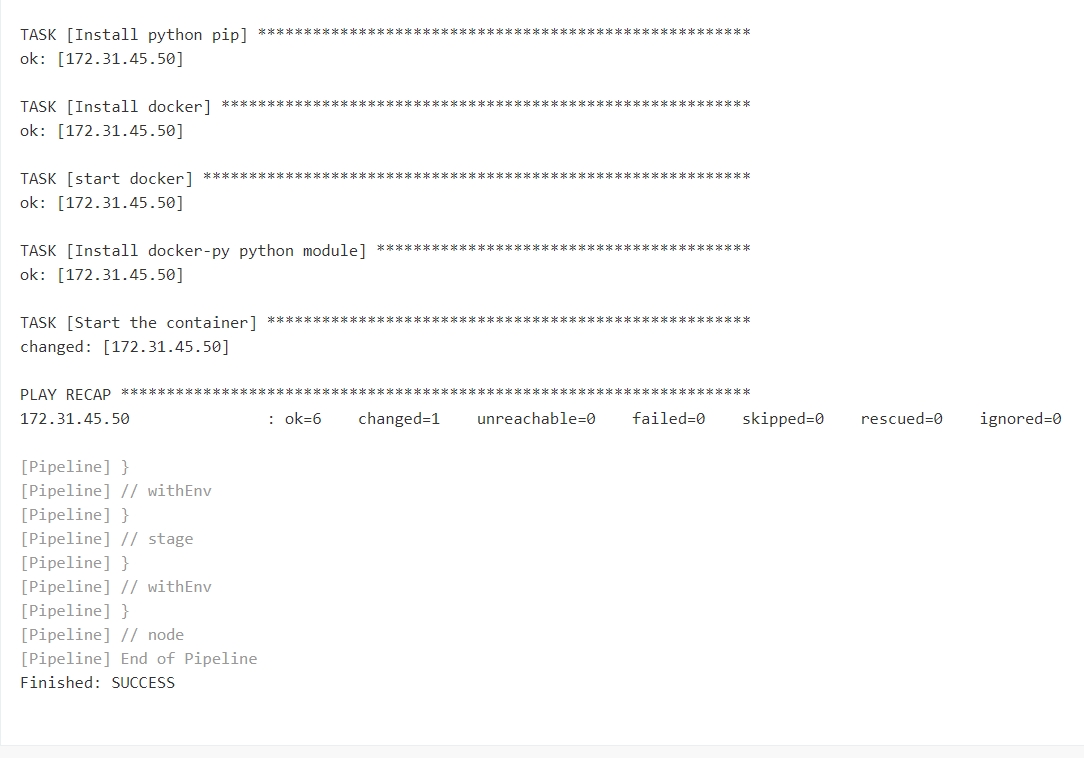 TASK [Install python pip] ******************************************************
ok: [172.31.45.50]
TASK [Install docker] **********************************************************
ok: [172.31.45.50]
TASK [start docker] ************************************************************
ok: [172.31.45.50]
TASK [Install docker-py python module] *****************************************
ok: [172.31.45.50]
TASK [Start the container] *****************************************************
changed: [172.31.45.50]
PLAY RECAP *********************************************************************
172.31.45.50               : ok=6    changed=1    unreachable=0    failed=0    skipped=0    rescued=0    ignored=0
[Pipeline] }
[Pipeline] // withEnv
[Pipeline] }
[Pipeline] // stage
[Pipeline] }
[Pipeline] // withEnv
[Pipeline] }
[Pipeline] // node
[Pipeline] End of Pipeline
Finished: SUCCESS